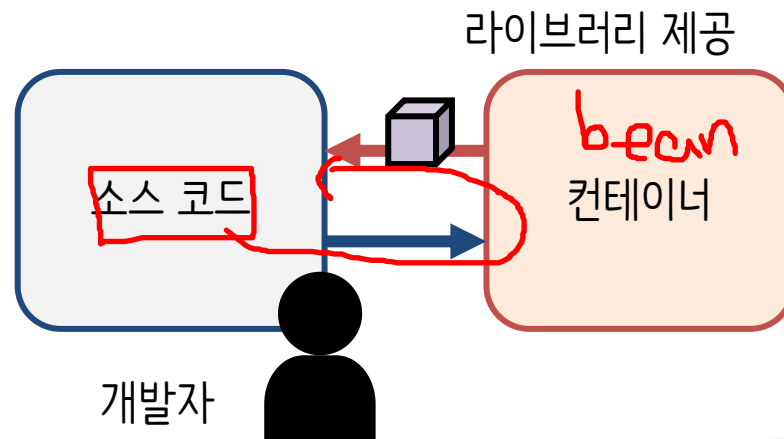 라이브러리 제공
bean
소스 코드
컨테이너
개발자